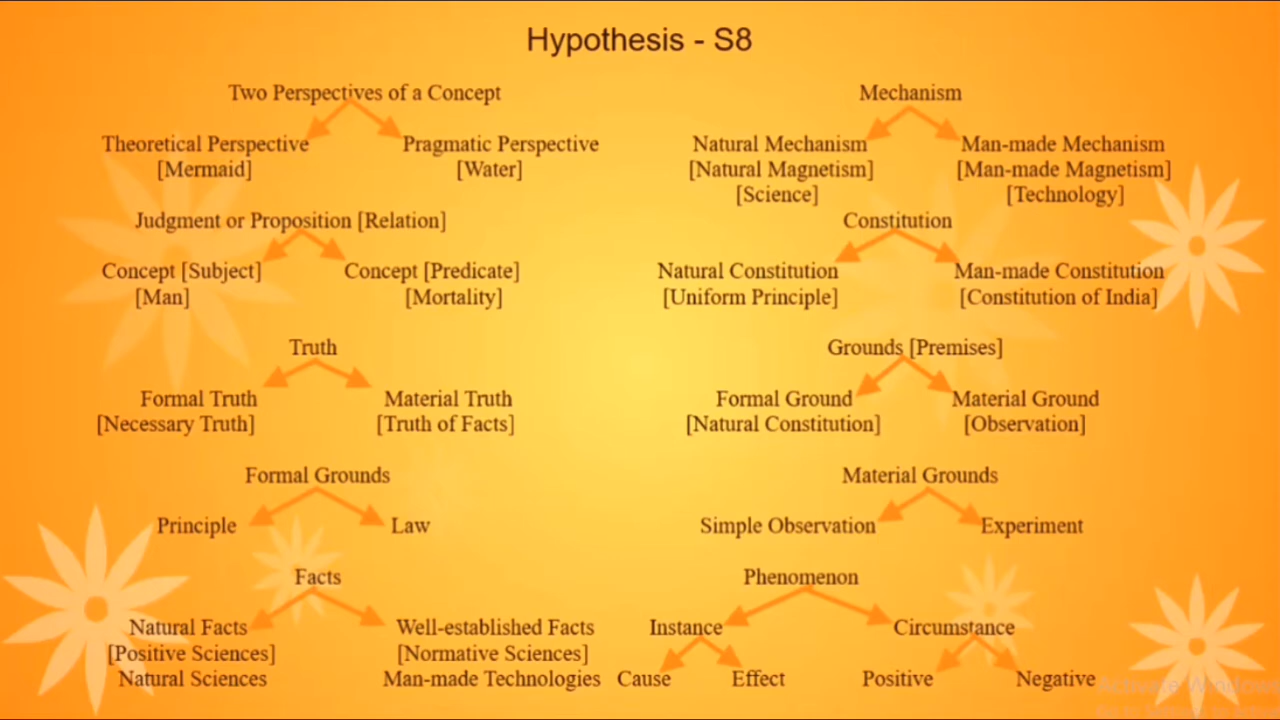 Hypothesis - S8
Two Perspectives of a Concept
Theoretical Perspective
[Mermaid]
Pragmatic Perspective
[Water]
Judgment or Proposition [Relation]
Concept [Subject]
[Man]
Concept [Predicate]
[Mortality]
Truth
Formal Truth
[Necessary Truth]
Material Truth
[Truth of Facts]
Formal Grounds
Principle
Law
Facts
Natural Facts
[Positive Sciences]
Natural Sciences
Well-established Facts
[Normative Sciences]
Man-made Technologies
Mechanism
Natural Mechanism
[Natural Magnetism]
[Science]
Man-made Mechanism
[Man-made Magnetism]
[Technology]
Constitution
Natural Constitution
[Uniform Principle]
Man-made Constitution
[Constitution of India]
Grounds [Premises]
Formal Ground
[Natural Constitution]
Material Ground
[Observation]
Material Grounds
Simple Observation
Experiment
Phenomenon
Instance
Circumstance
Cause
Effect
Positive
Negative
Activate Windows